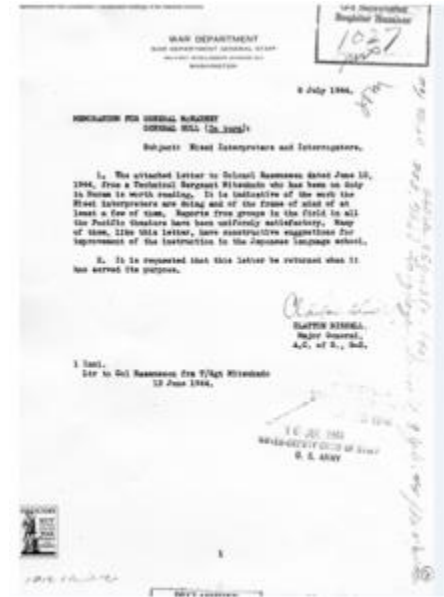 WAR DEPARTMENT
WAR DEPARTMENT GENERAL STAFF
WASHINGTON
Register Number
1027
8 July 1944.
MEMORANDUM FOR GENERAL McNARNEY
GENERAL HULL (In turn):
Subject: Nisei Interpreters and Interrogators.
1. The attached letter to Colonel Rasmussen dated June 12,
1944, from a Technical Sergeant Mitsukado who has been on duty
in Burma is worth reading. It is indicative of the work the
Nisei interpreters are doing and of the frame of mind of at
least a few of them. Reports from groups in the field in all
the Pacific theaters have been uniformly satisfactory. Many
of them, like this letter, have constructive suggestions for
improvement of the instruction in the Japanese language school.
2. It is requested that this letter be returned when it
has served its purpose.
CLAYTON BISSELL
Major General,
A.C. of S., G-2.
1 Incl.
Ltr to Col Rasmussen frm T/Sgt Mitsukado
12 June 1944.
U. S. ARMY
BUY
WAR
1
DECLASSIFIED